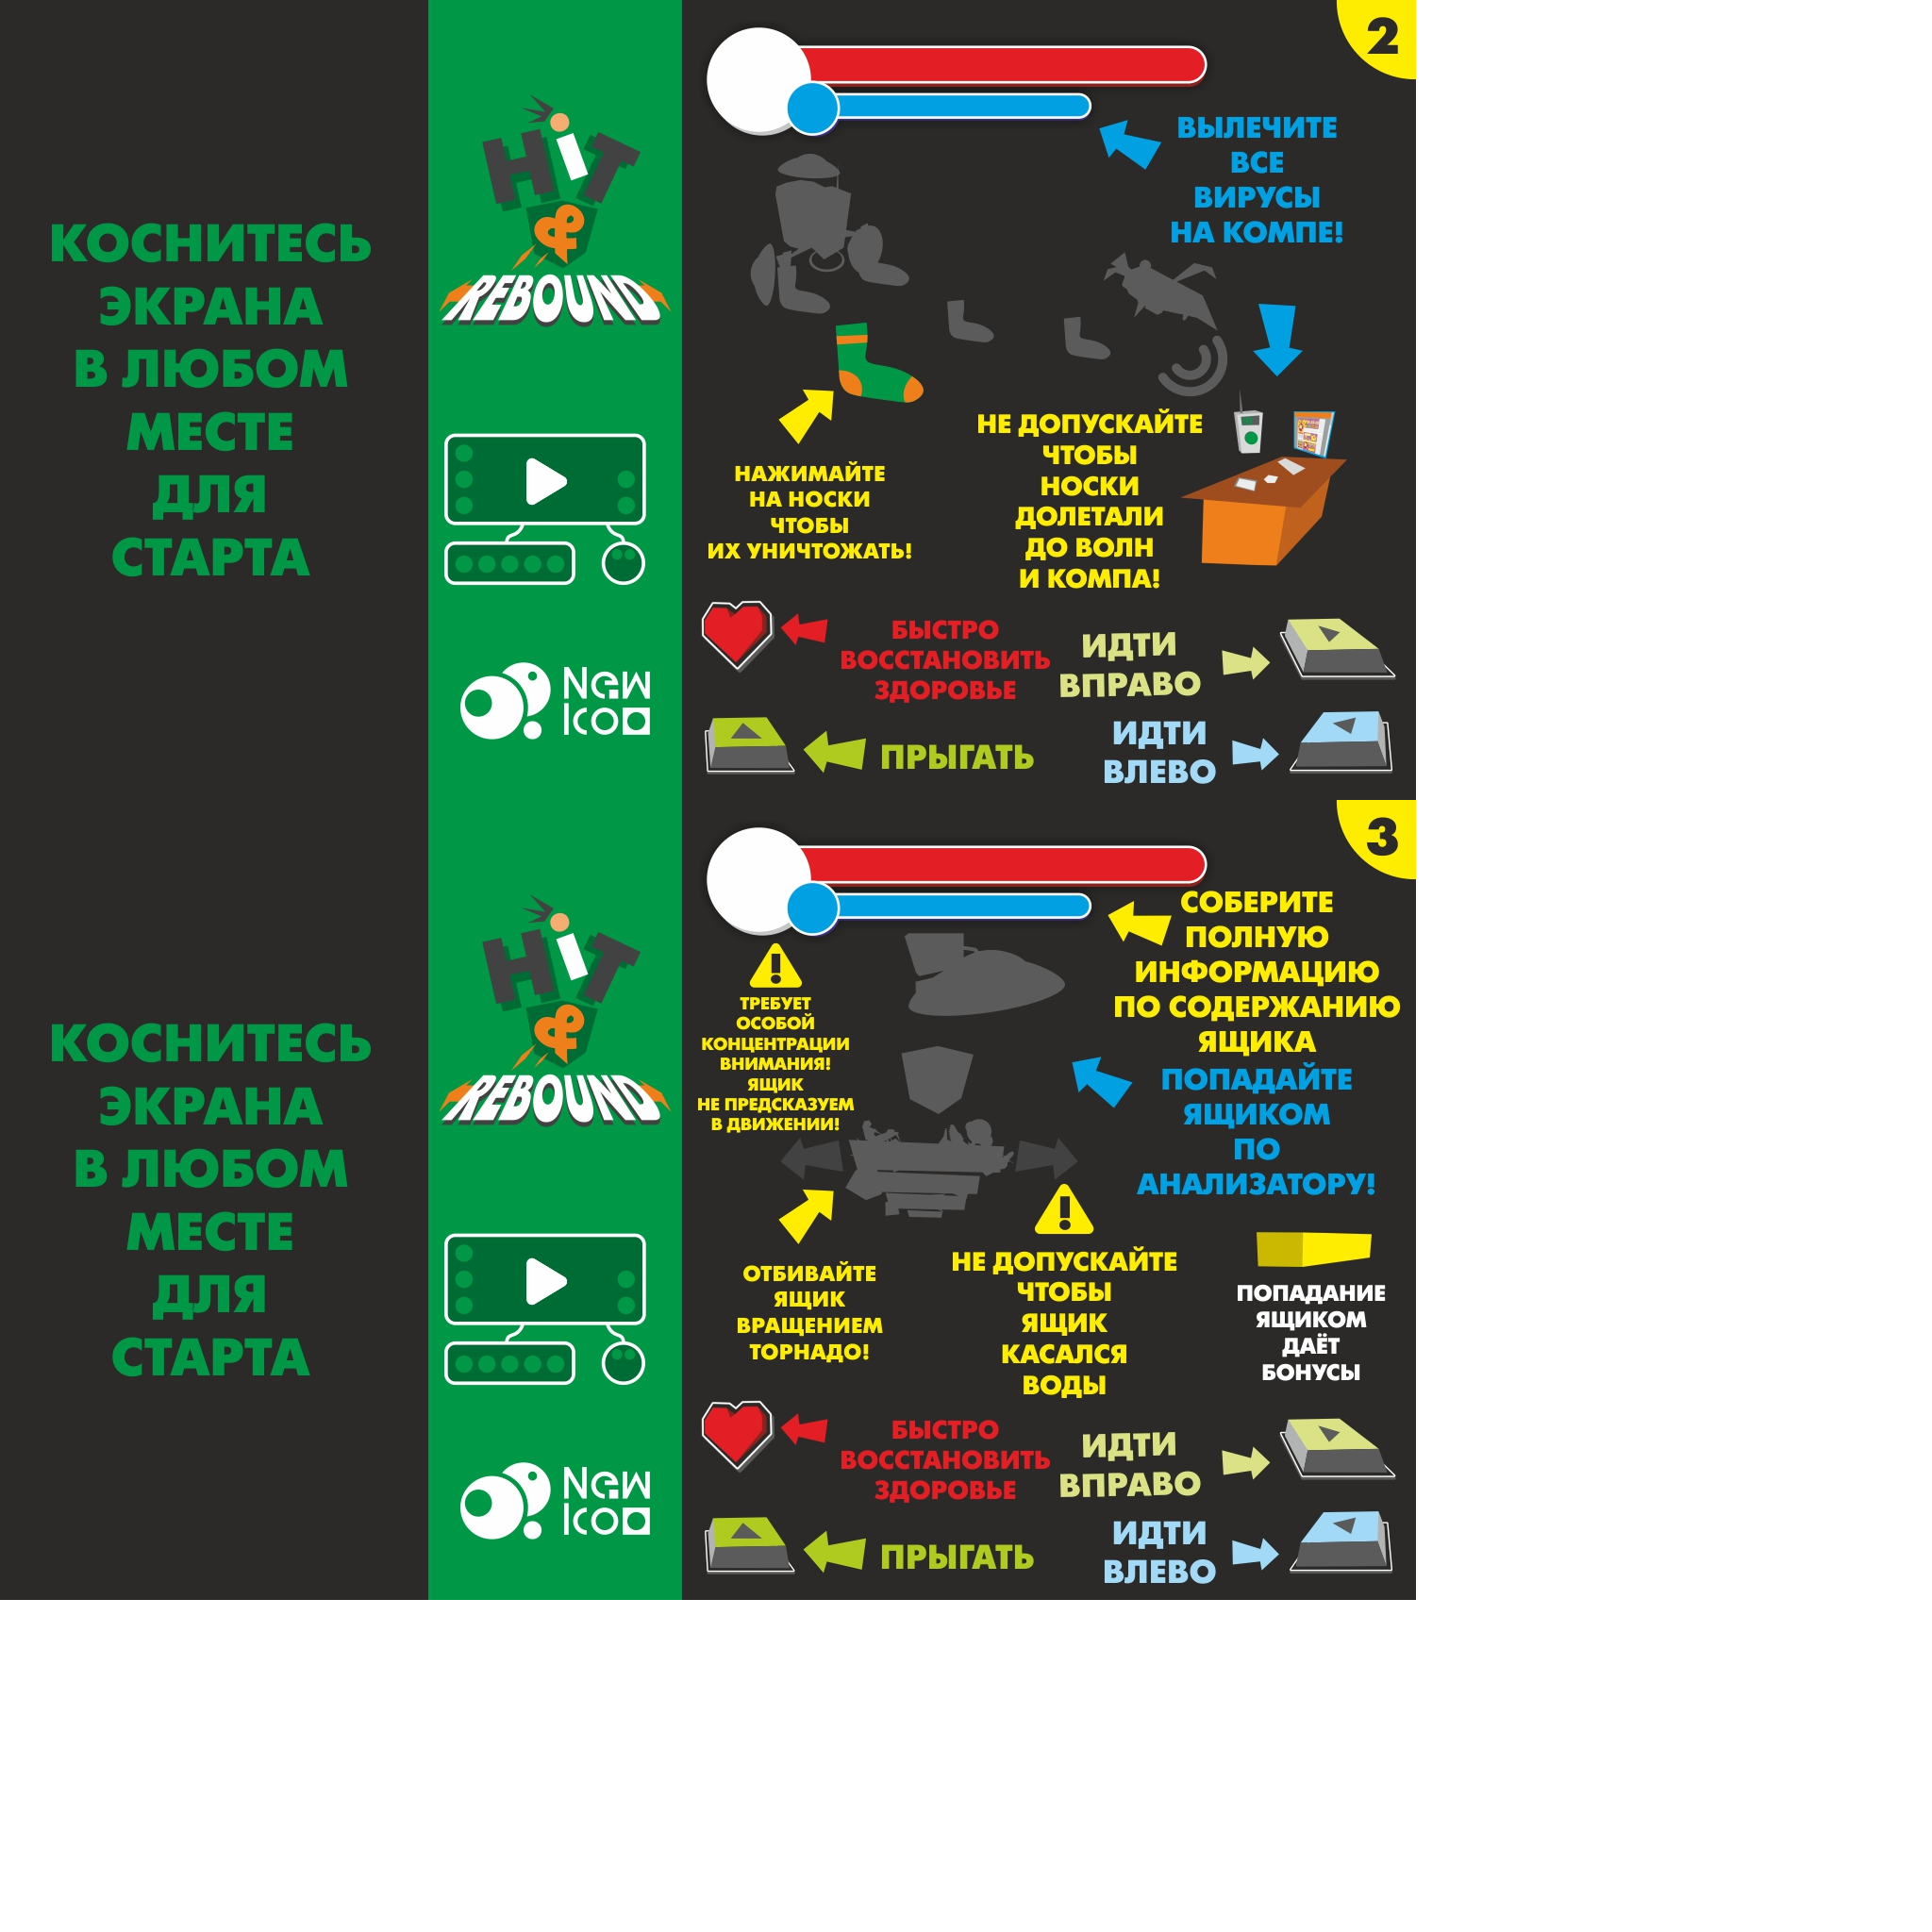 КОСНИТЕСЬ
ЭКРАНА
В ЛЮБОМ
МЕСТЕ
ДЛЯ
СТАРТА
HiT
&
REBOUND
New
Icon
2
ВЫЛЕЧИТЕ
ВСЕ
ВИРУСЫ
НА КОМПЕ!
НАЖИМАЙТЕ
НА НОСКИ
ЧТОБЫ
ИХ УНИЧТОЖАТЬ!
НЕ ДОПУСКАЙТЕ
ЧТОБЫ
НОСКИ
ДОЛЕТАЛИ
ДО ВОЛН
И КОМПА!
БЫСТРО
ВОССТАНОВИТЬ
ЗДОРОВЬЕ
ИДТИ
ВПРАВО
ПРЫГАТЬ
ИДТИ
ВЛЕВО
КОСНИТЕСЬ
ЭКРАНА
В ЛЮБОМ
МЕСТЕ
ДЛЯ
СТАРТА
HiT
&
REBOUND
New
Icon
3
СОБЕРИТЕ
ПОЛНУЮ
ИНФОРМАЦИЮ
ПО СОДЕРЖАНИЮ
ЯЩИКА
!
ТРЕБУЕТ
ОСОБОЙ
КОНЦЕНТРАЦИИ
ВНИМАНИЯ!
ЯЩИК
НЕ ПРЕДСКАЗУЕМ
В ДВИЖЕНИИ!
ПОПАДАЙТЕ
ЯЩИКОМ
ПО
АНАЛИЗАТОРУ!
ОТБИВАЙТЕ
ЯЩИК
ВРАЩЕНИЕМ
ТОРНАДО!
!
НЕ ДОПУСКАЙТЕ
ЧТОБЫ
ЯЩИК
КАСАЛСЯ
ВОДЫ
ПОПАДАНИЕ
ЯЩИКОМ
ДАЁТ
БОНУСЫ
БЫСТРО
ВОССТАНОВИТЬ
ЗДОРОВЬЕ
ИДТИ
ВПРАВО
ПРЫГАТЬ
ИДТИ
ВЛЕВО